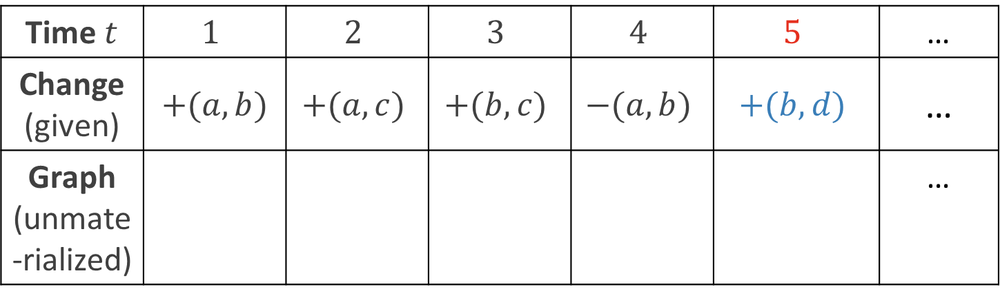 Time t 1 2 3 4 5 ...
Change
(given) +(a, b) +(a, c) +(b, c) −(a, b) +(b, d) ...
Graph ...
(unmate
-rialized)